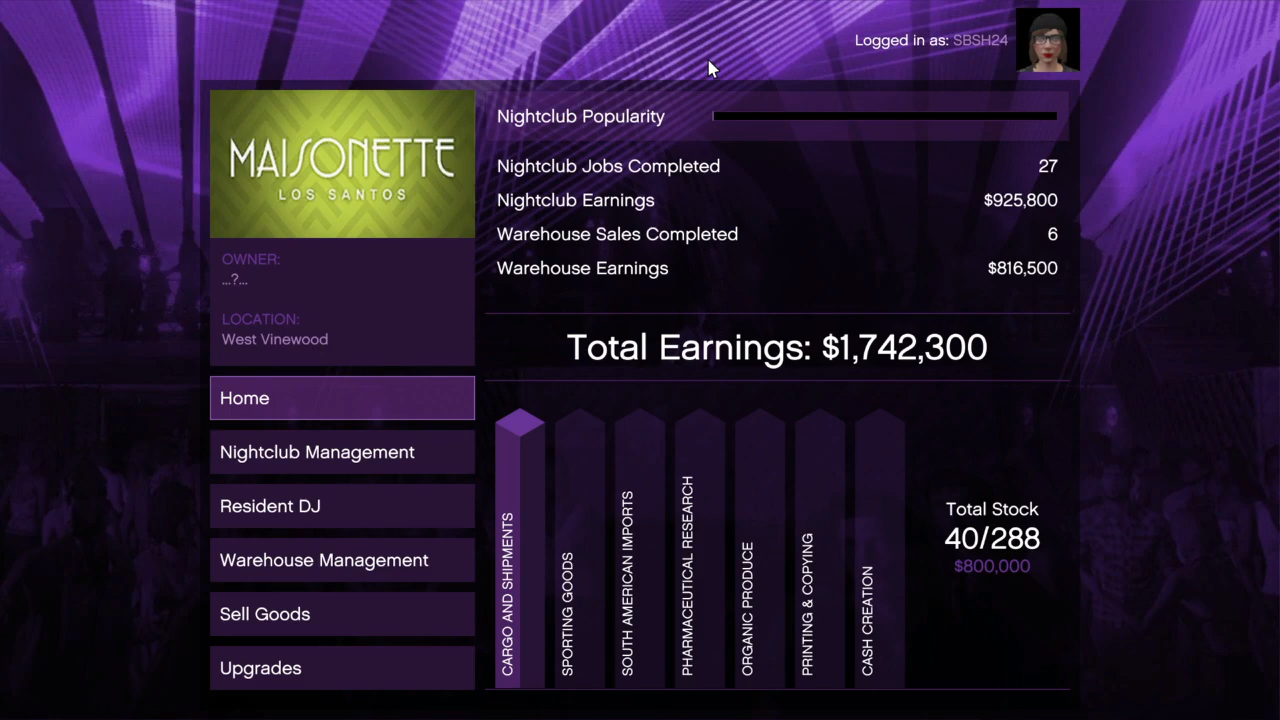 Logged in as: SBSH24
MAISONETTE
LOS SANTOS
OWNER:
...?...
LOCATION:
West Vinewood
Home
Nightclub Management
Resident DJ
Warehouse Management
Sell Goods
Upgrades
Nightclub Popularity
Nightclub Jobs Completed 27
Nightclub Earnings $925,800
Warehouse Sales Completed 6
Warehouse Earnings $816,500
Total Earnings: $1,742,300
CARGO AND SHIPMENTS
SPORTING GOODS
SOUTH AMERICAN IMPORTS
PHARMACEUTICAL RESEARCH
ORGANIC PRODUCE
PRINTING & COPYING
CASH CREATION
Total Stock
40/288
$800,000